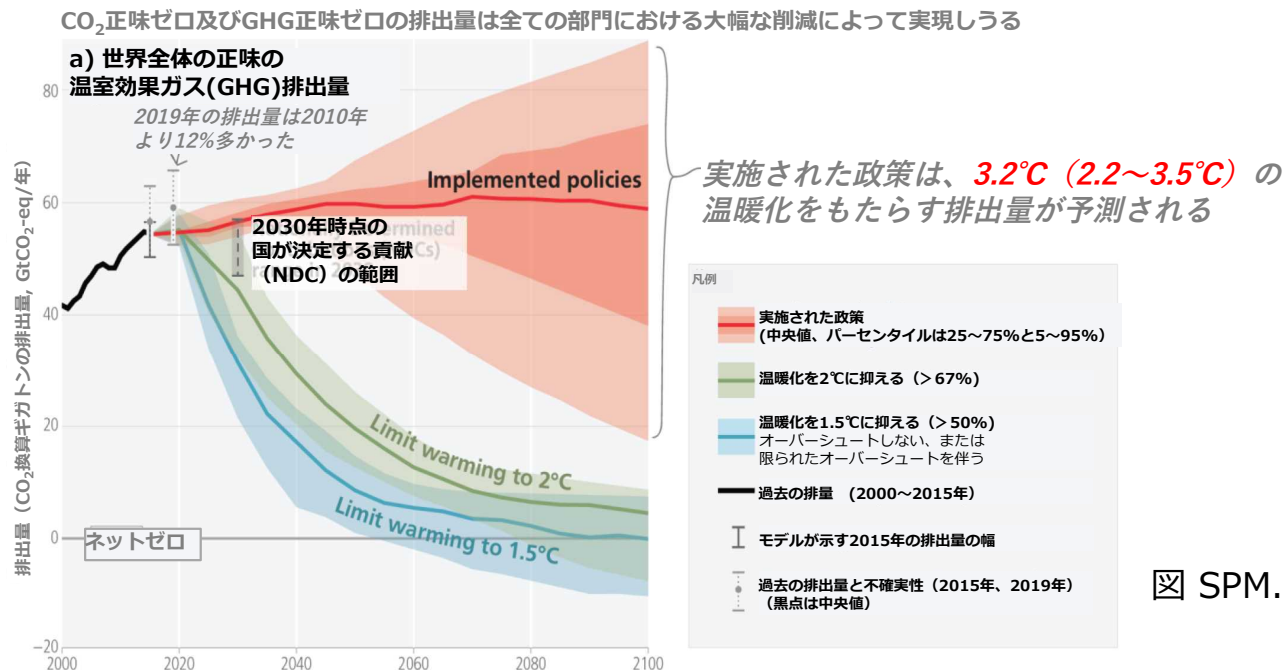 CO₂正味ゼロ及びGHG正味ゼロの排出量は全ての部門における大幅な削減によって実現しうる
a) 世界全体の正味の
温室効果ガス(GHG)排出量
2019年の排出量は2010年
より12%多かった
排出量（CO₂換算ギガトンの排出量, GtCO₂-eq/年）
80
60
40
20
0
−20
2000
2020
2040
2060
2080
2100
Implemented policies
2030年時点の
国が決定する貢献
（NDC）の範囲
Limit warming to 2°C
Limit warming to 1.5°C
ネットゼロ
実施された政策は、3.2℃（2.2～3.5℃）の
温暖化をもたらす排出量が予測される
凡例
実施された政策
(中央値、パーセンタイルは25～75%と5～95%）
温暖化を2℃に抑える（＞67%)
温暖化を1.5℃に抑える（＞50%)
オーバーシュートしない、または
限られたオーバーシュートを伴う
過去の排量 (2000～2015年）
モデルが示す2015年の排出量の幅
過去の排出量と不確実性（2015年、2019年）
（黒点は中央値）
図 SPM.